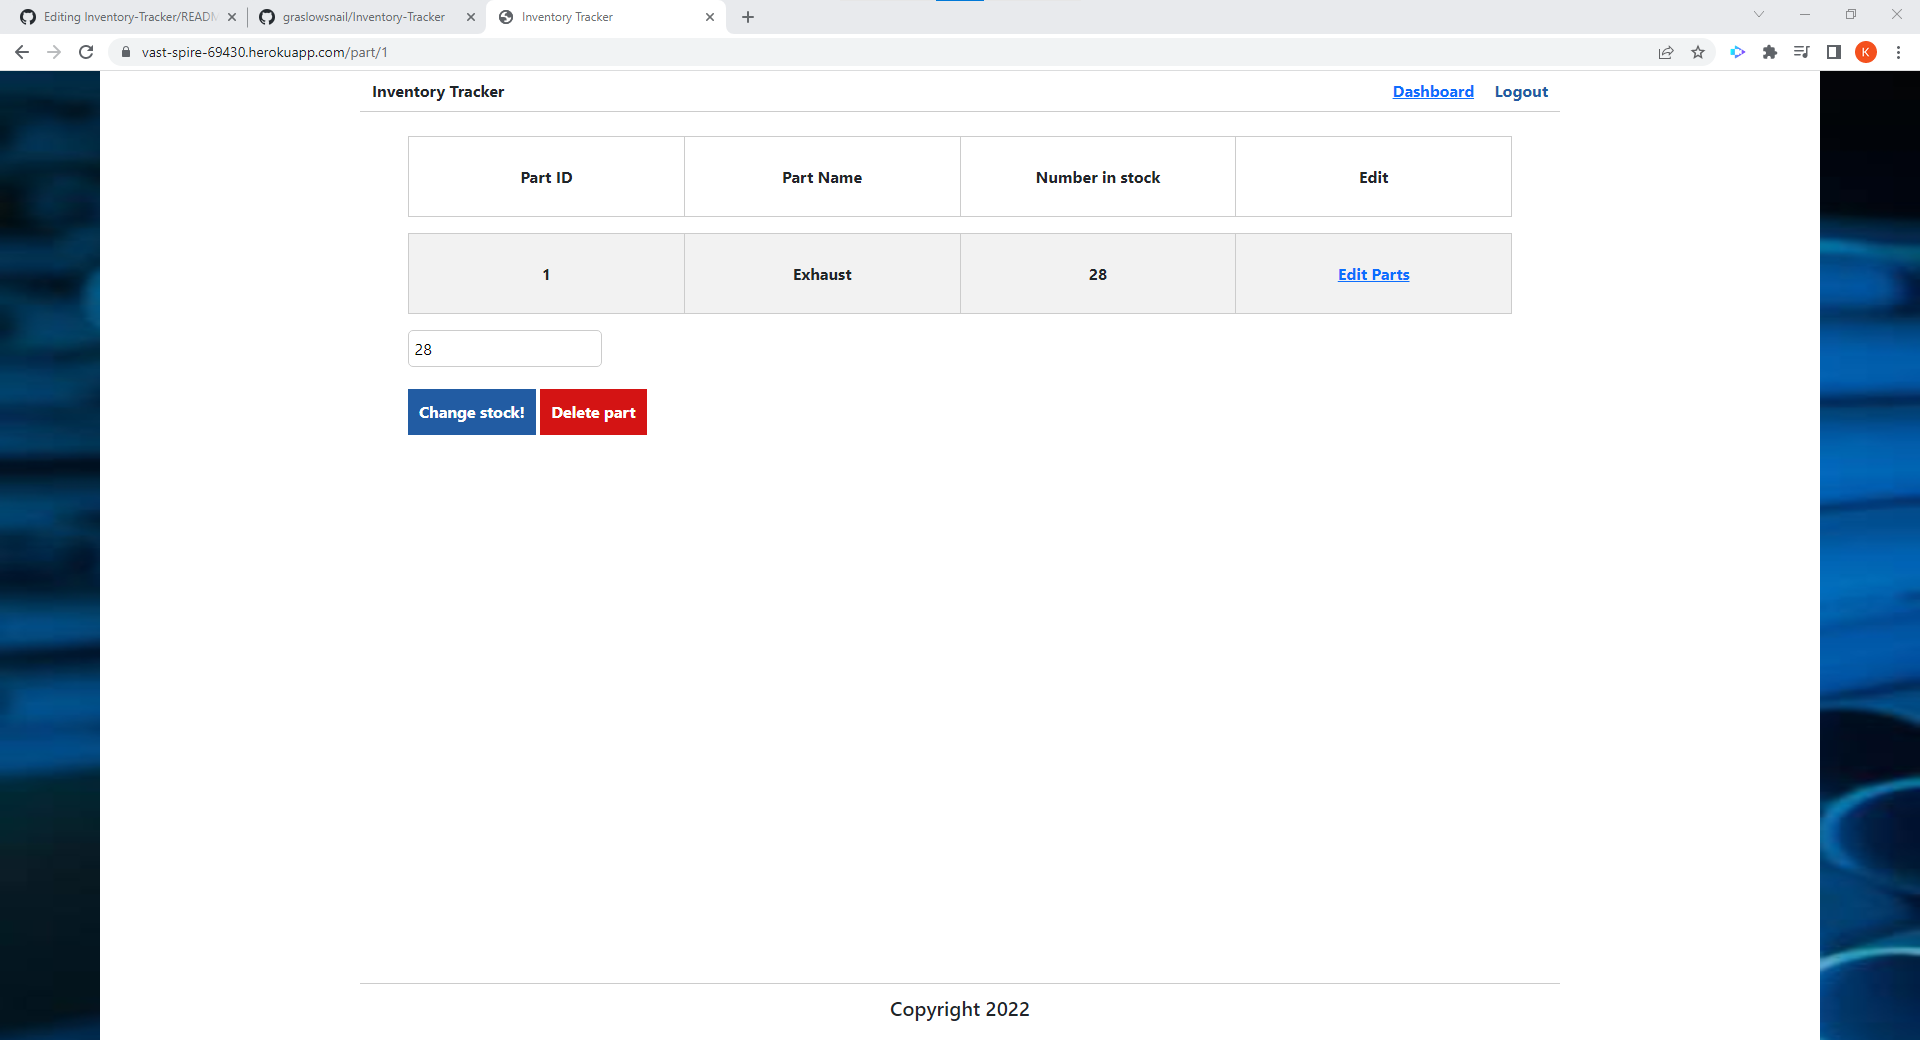 Editing Inventory-Tracker/READM
graslowsnail/Inventory-Tracker
Inventory Tracker
vast-spire-69430.herokuapp.com/part/1
K
Inventory Tracker
Dashboard
Logout
Part ID
Part Name
Number in stock
Edit
1
Exhaust
28
Edit Parts
28
Change stock!
Delete part
Copyright 2022